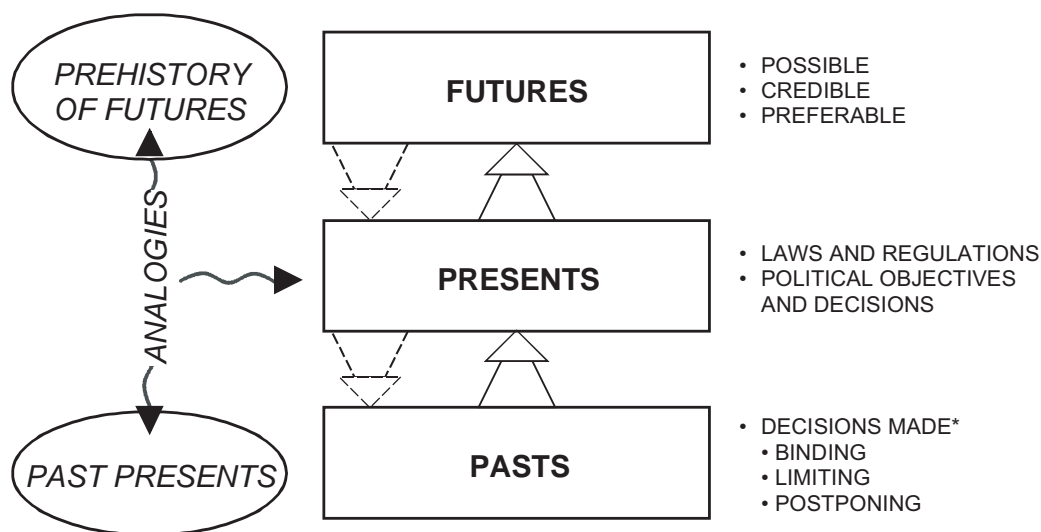 PREHISTORY
OF FUTURES
FUTURES
• POSSIBLE
• CREDIBLE
• PREFERABLE
ANALOGIES
PRESENTS
• LAWS AND REGULATIONS
• POLITICAL OBJECTIVES
AND DECISIONS
PAST PRESENTS
PASTS
• DECISIONS MADE*
• BINDING
• LIMITING
• POSTPONING